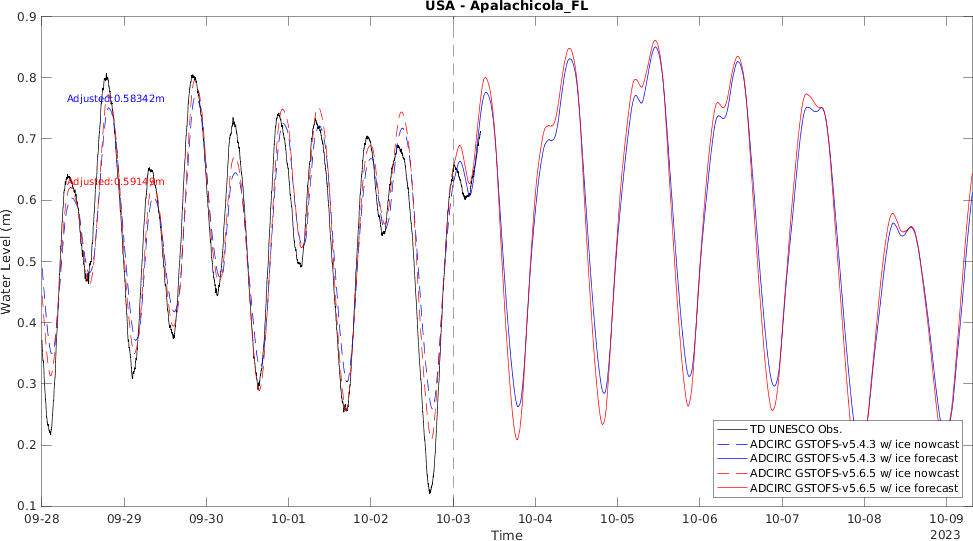 USA - Apalachicola_FL
0.9
0.8
0.7
0.6
0.5
0.4
0.3
0.2
0.1
Water Level (m)
Adjusted:0.58342m
Adjusted:0.59149m
TD UNESCO Obs.
ADCIRC GSTOFS-v5.4.3 w/ ice nowcast
ADCIRC GSTOFS-v5.4.3 w/ ice forecast
ADCIRC GSTOFS-v5.6.5 w/ ice nowcast
ADCIRC GSTOFS-v5.6.5 w/ ice forecast
09-28 09-29 09-30 10-01 10-02 10-03 10-04 10-05 10-06 10-07 10-08 10-09
2023
Time